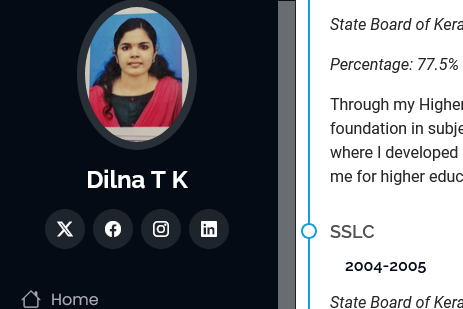 Dilna T K
Home
State Board of Kera
Percentage: 77.5%
Through my Higher
foundation in subje
where I developed
me for higher educ
SSLC
2004-2005
State Board of Kera